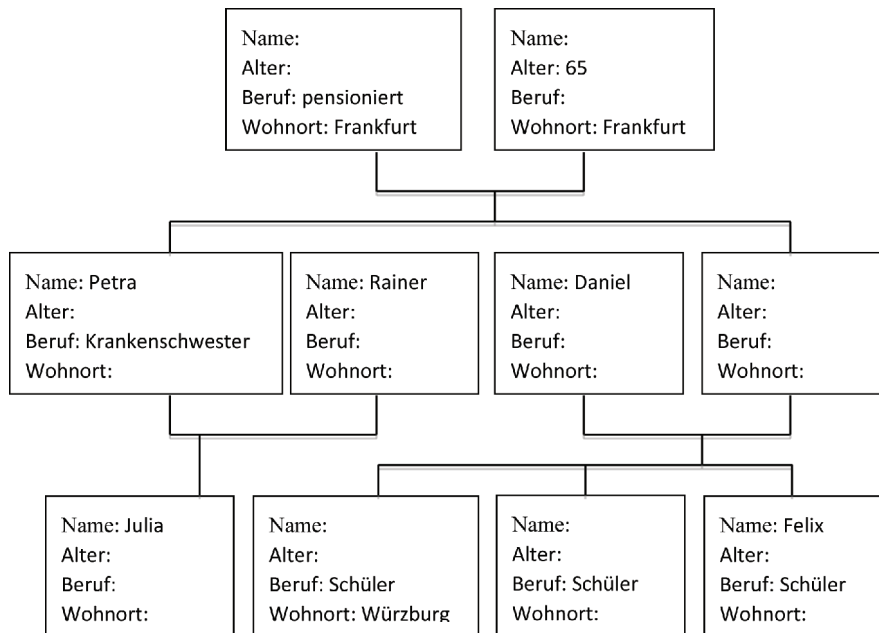 Name:
Alter:
Beruf: pensioniert
Wohnort: Frankfurt
Name:
Alter: 65
Beruf:
Wohnort: Frankfurt
Name: Petra
Alter:
Beruf: Krankenschwester
Wohnort:
Name: Rainer
Alter:
Beruf:
Wohnort:
Name: Daniel
Alter:
Beruf:
Wohnort:
Name:
Alter:
Beruf:
Wohnort:
Name: Julia
Alter:
Beruf:
Wohnort:
Name:
Alter:
Beruf: Schüler
Wohnort: Würzburg
Name:
Alter:
Beruf: Schüler
Wohnort:
Name: Felix
Alter:
Beruf: Schüler
Wohnort: